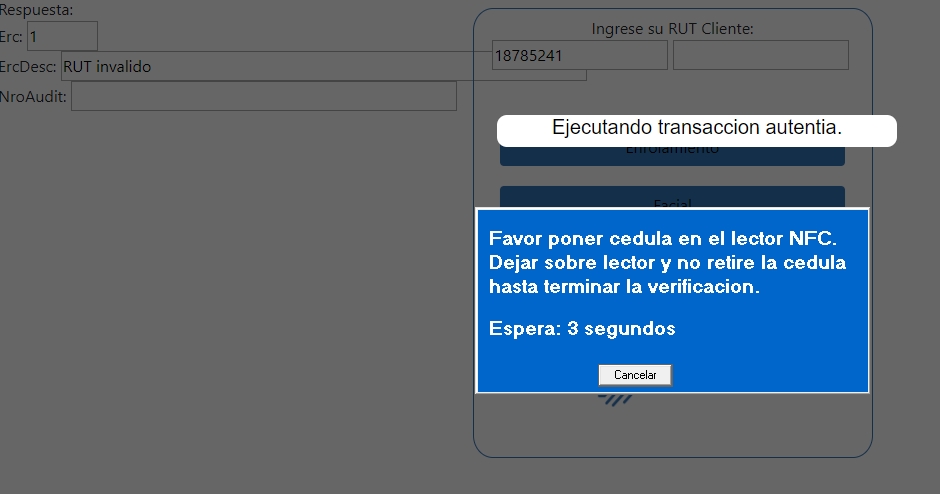 Respuesta:
Erc: 1
ErcDesc: RUT invalido
NroAudit:
Ingrese su RUT Cliente:
18785241
Ejecutando transaccion autentia.
Enrolamiento
Facial
Favor poner cedula en el lector NFC.
Dejar sobre lector y no retire la cedula
hasta terminar la verificacion.
Espera: 3 segundos
Cancelar